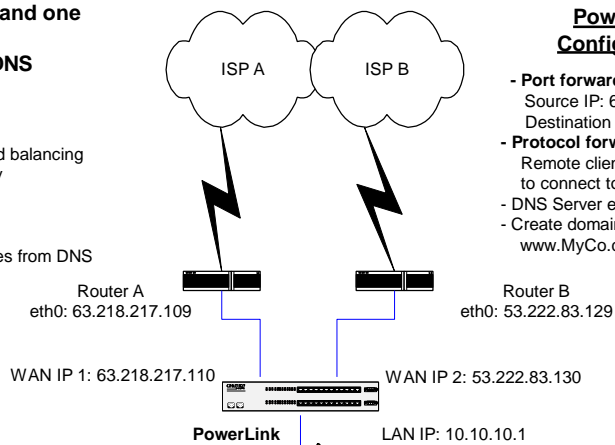 and one
DNS
d balancing
es from DNS
ISP A
ISP B
Pow
Config
- Port forward
Source IP: 6
Destination
- Protocol forw
Remote clien
to connect to
- DNS Server e
- Create domain
www.MyCo.c
Router A
eth0: 63.218.217.109
Router B
eth0: 53.222.83.129
WAN IP 1: 63.218.217.110
WAN IP 2: 53.222.83.130
PowerLink
LAN IP: 10.10.10.1